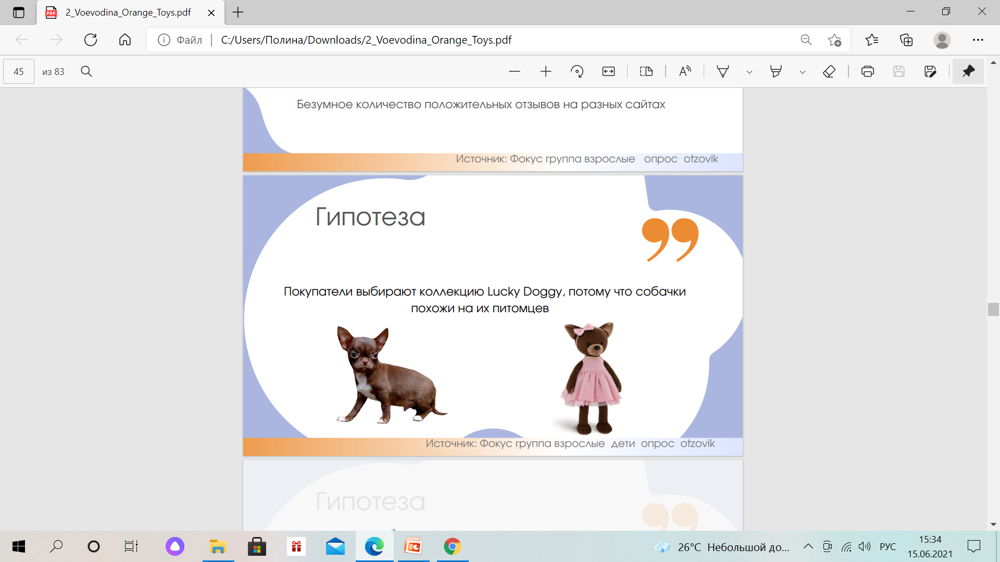 2_Voevodina_Orange_Toys.pdf
Файл
C:/Users/Полина/Downloads/2_Voevodina_Orange_Toys.pdf
45 из 83
Безумное количество положительных отзывов на разных сайтах
Источник: Фокус группа взрослые опрос otzovik
Гипотеза
Покупатели выбирают коллекцию Lucky Doggy, потому что собачки
похожи на их питомцев
Источник: Фокус группа взрослые дети опрос otzovik
Гипотеза
26°C Небольшой до...
РУС
15:34
15.06.2021